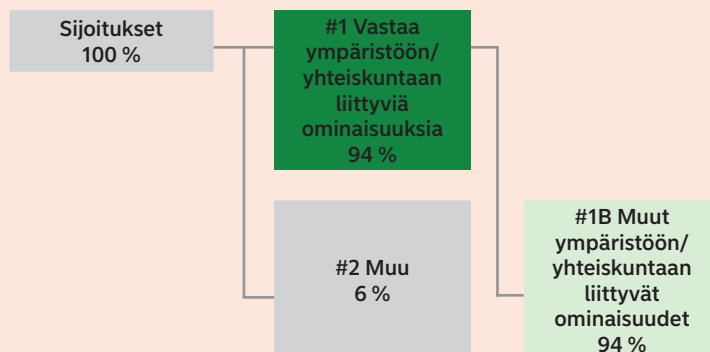 Sijoitukset
100 %
#1 Vastaa
ympäristöön/
yhteiskuntaan
liittyviä
ominaisuuksia
94 %
#2 Muu
6 %
#1B Muut
ympäristöön/
yhteiskuntaan
liittyvät
ominaisuudet
94 %